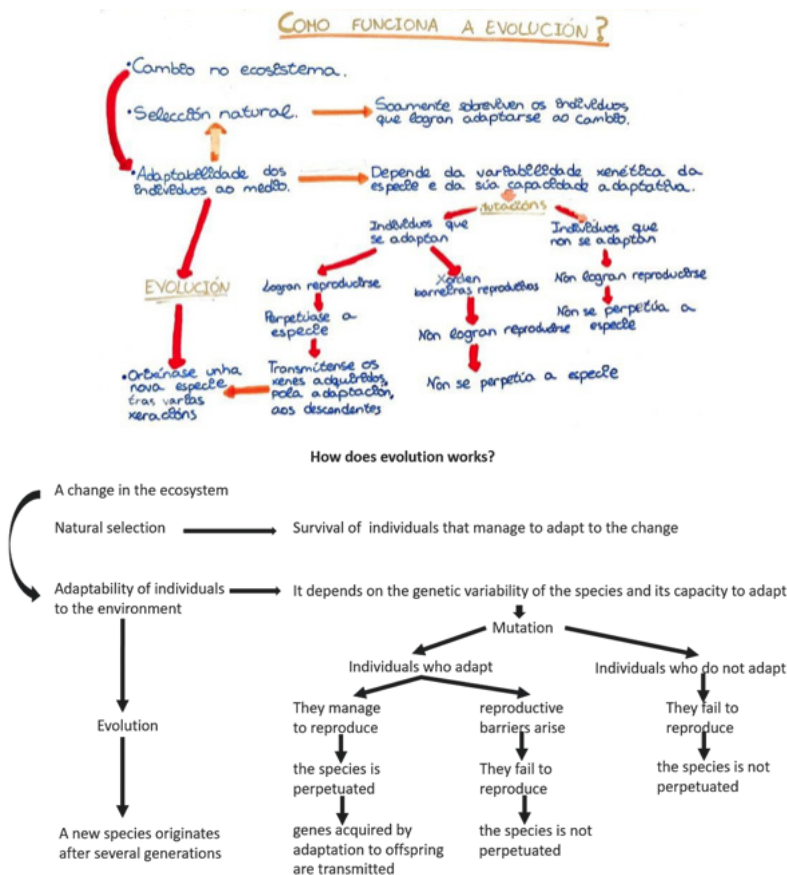 COMO FUNCIONA A EVOLUCIÓN?
•Cambio no ecosistema.
•Selección natural.
Soamente sobreviven os individuos,
que logran adaptarse ao cambio.
•Adaptabilidade dos
individuos ao medio.
Depende da variabilidade xenética da
especie e da súa capacidade adaptativa.
mutacións
Individuos que
se adaptan
Individuos que
non se adaptan
EVOLUCIÓN
Logran reproducirse
Xorden
barreiras reprodutivas
Non logran reproducirse
Perpetúase a
especie
Non logran reproducirse
Non se perpetúa a
especie
•Orixínase unha
nova especie
tras varias
xeracións
Transmítense os
xenes adquiridos,
pola adaptación,
aos descendentes
Non se perpetúa a especie
How does evolution works?
A change in the ecosystem
Natural selection
Survival of individuals that manage to adapt to the change
Adaptability of individuals
to the environment
It depends on the genetic variability of the species and its capacity to adapt
Mutation
Individuals who adapt
Individuals who do not adapt
They manage
to reproduce
reproductive
barriers arise
They fail to
reproduce
Evolution
the species is
perpetuated
They fail to
reproduce
the species is not
perpetuated
A new species originates
after several generations
genes acquired by
adaptation to offspring
are transmitted
the species is not
perpetuated